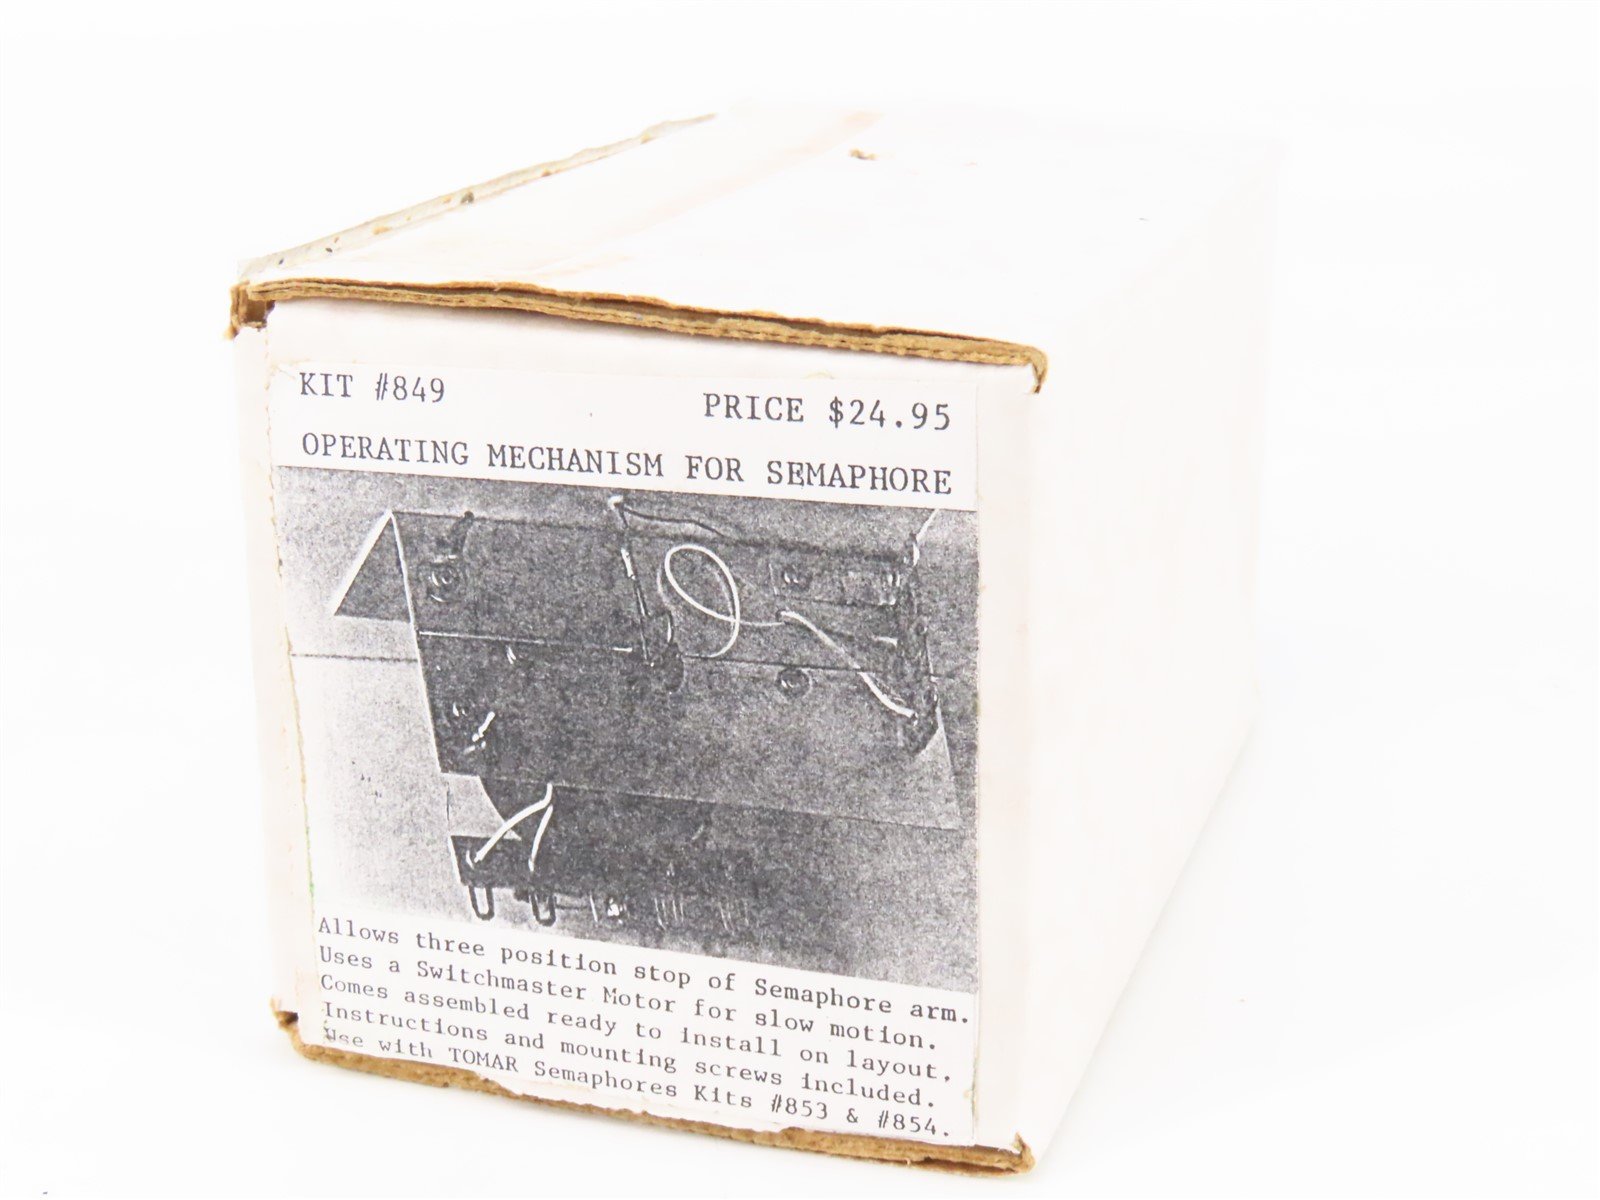 KIT #849
PRICE $24.95
OPERATING MECHANISM FOR SEMAPHORE
Allows three position stop of Semaphore arm.
Uses a Switchmaster Motor for slow motion.
Comes assembled ready to install on layout.
Instructions and mounting screws included.
Use with TOMAR Semaphores Kits #853 & #854.